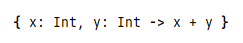 { x: Int, y: Int -> x + y }